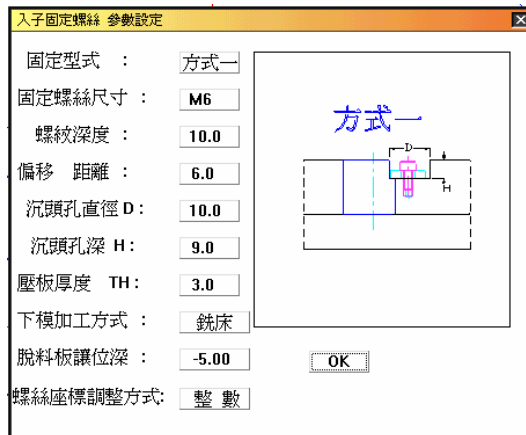 入子固定螺絲 參數設定
固定型式 : 方式一
固定螺絲尺寸 : M6
螺紋深度 : 10.0
偏移 距離 : 6.0
沉頭孔直徑 D : 10.0
沉頭孔深 H : 9.0
壓板厚度 TH : 3.0
下模加工方式 : 銑床
脫料板讓位深 : -5.00
螺絲座標調整方式: 整 數
方式一
D
H
OK